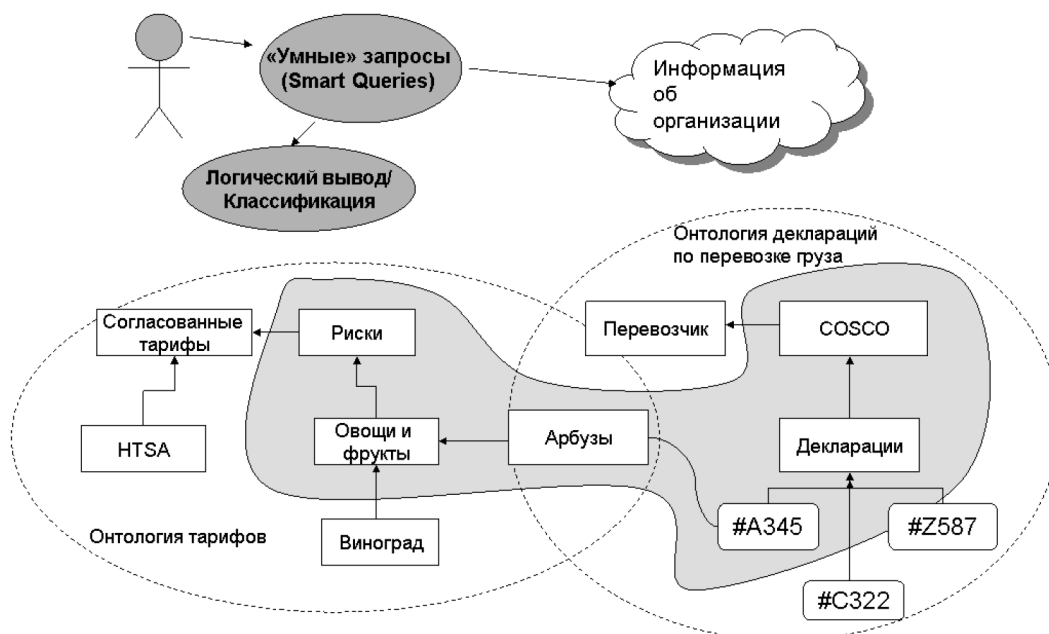 «Умные» запросы
(Smart Queries)
Информация
об
организации
Логический вывод/
Классификация
Онтология деклараций
по перевозке груза
Согласованные
тарифы
Риски
Перевозчик
COSCO
HTSA
Овощи и
фрукты
Арбузы
Декларации
Онтология тарифов
Виноград
#A345
#Z587
#C322